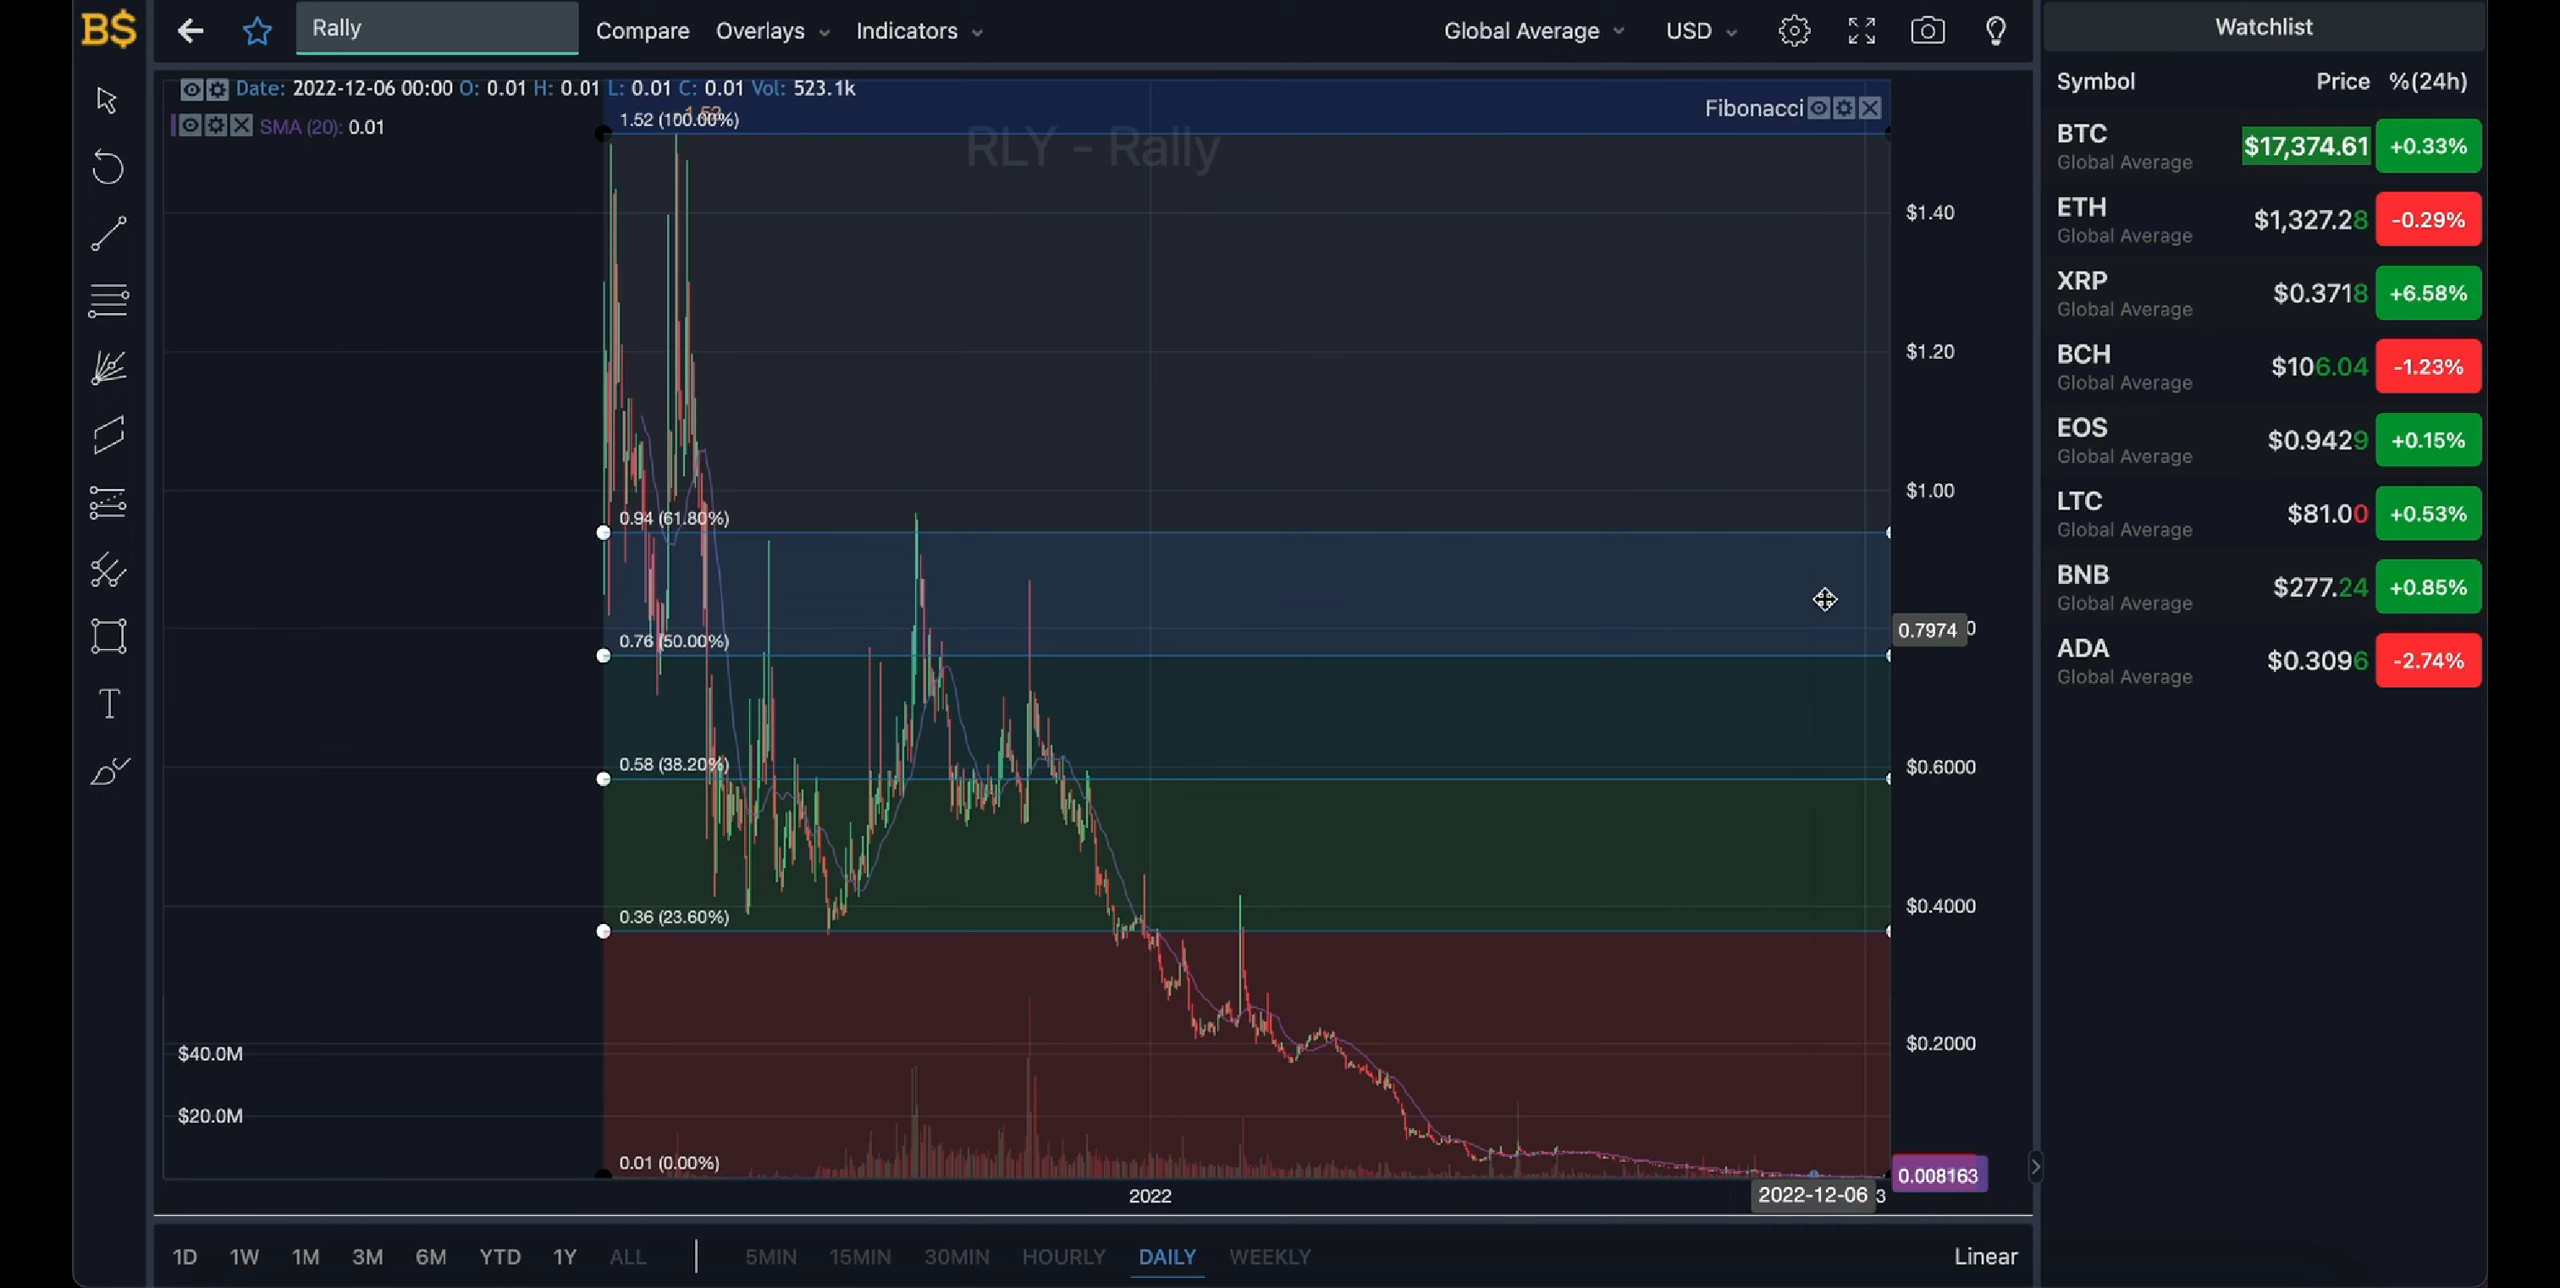 B$
Rally
Compare
Overlays
Indicators
Global Average
USD
Date: 2022-12-06 00:00 O: 0.01 H: 0.01 L: 0.01 C: 0.01 Vol: 523.1k
SMA (20): 0.01
1.52
1.52 (100.00%)
RLY - Rally
Fibonacci
$1.40
$1.20
$1.00
0.94 (61.80%)
0.7974
0
0.76 (50.00%)
0.58 (38.20%)
$0.6000
0.36 (23.60%)
$0.4000
$0.2000
$40.0M
$20.0M
0.01 (0.00%)
0.008163
2022
2022-12-06
3
1D 1W 1M 3M 6M YTD 1Y ALL
5MIN 15MIN 30MIN HOURLY DAILY WEEKLY
Linear
Watchlist
Symbol Price %(24h)
BTC $17,374.61 +0.33%
Global Average
ETH $1,327.28 -0.29%
Global Average
XRP $0.3718 +6.58%
Global Average
BCH $106.04 -1.23%
Global Average
EOS $0.9429 +0.15%
Global Average
LTC $81.00 +0.53%
Global Average
BNB $277.24 +0.85%
Global Average
ADA $0.3096 -2.74%
Global Average